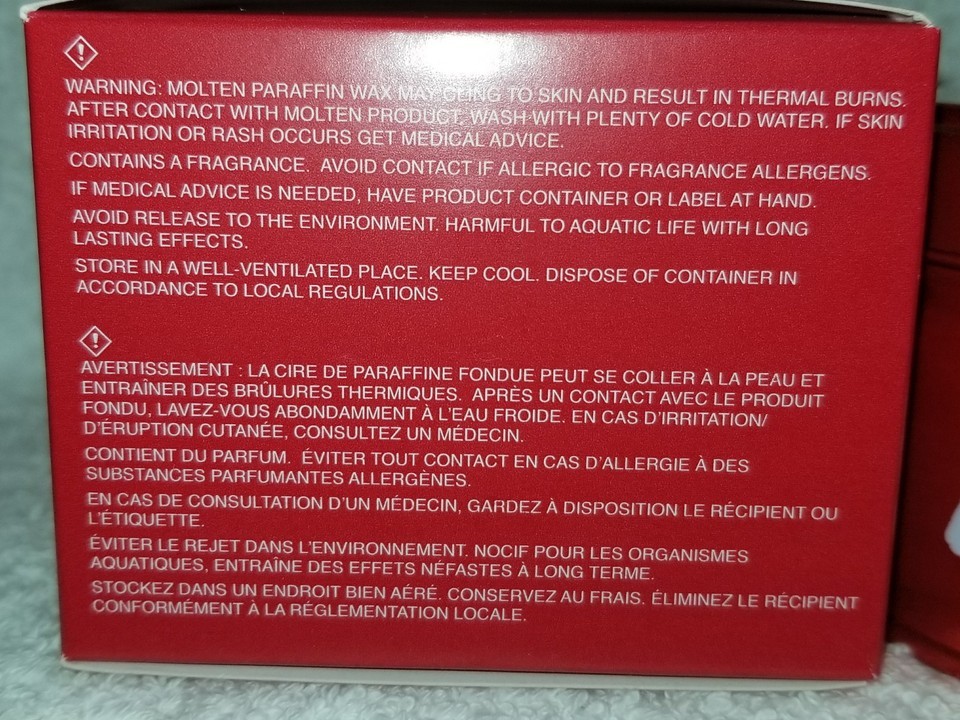 WARNING: MOLTEN PARAFFIN WAX MAY CLING TO SKIN AND RESULT IN THERMAL BURNS.
AFTER CONTACT WITH MOLTEN PRODUCT, WASH WITH PLENTY OF COLD WATER. IF SKIN
IRRITATION OR RASH OCCURS GET MEDICAL ADVICE.
CONTAINS A FRAGRANCE. AVOID CONTACT IF ALLERGIC TO FRAGRANCE ALLERGENS.
IF MEDICAL ADVICE IS NEEDED, HAVE PRODUCT CONTAINER OR LABEL AT HAND.
AVOID RELEASE TO THE ENVIRONMENT. HARMFUL TO AQUATIC LIFE WITH LONG
LASTING EFFECTS.
STORE IN A WELL-VENTILATED PLACE. KEEP COOL. DISPOSE OF CONTAINER IN
ACCORDANCE TO LOCAL REGULATIONS.
AVERTISSEMENT : LA CIRE DE PARAFFINE FONDUE PEUT SE COLLER À LA PEAU ET
ENTRAÎNER DES BRÛLURES THERMIQUES. APRÈS UN CONTACT AVEC LE PRODUIT
FONDU, LAVEZ-VOUS ABONDAMMENT À L'EAU FROIDE. EN CAS D'IRRITATION/
D'ÉRUPTION CUTANÉE, CONSULTEZ UN MÉDECIN.
CONTIENT DU PARFUM. ÉVITER TOUT CONTACT EN CAS D'ALLERGIE À DES
SUBSTANCES PARFUMANTES ALLERGÈNES.
EN CAS DE CONSULTATION D'UN MÉDECIN, GARDEZ À DISPOSITION LE RÉCIPIENT OU
L'ÉTIQUETTE.
ÉVITER LE REJET DANS L'ENVIRONNEMENT. NOCIF POUR LES ORGANISMES
AQUATIQUES, ENTRAÎNE DES EFFETS NÉFASTES À LONG TERME.
STOCKEZ DANS UN ENDROIT BIEN AÉRÉ. CONSERVEZ AU FRAIS. ÉLIMINEZ LE RÉCIPIENT
CONFORMÉMENT À LA RÉGLEMENTATION LOCALE.